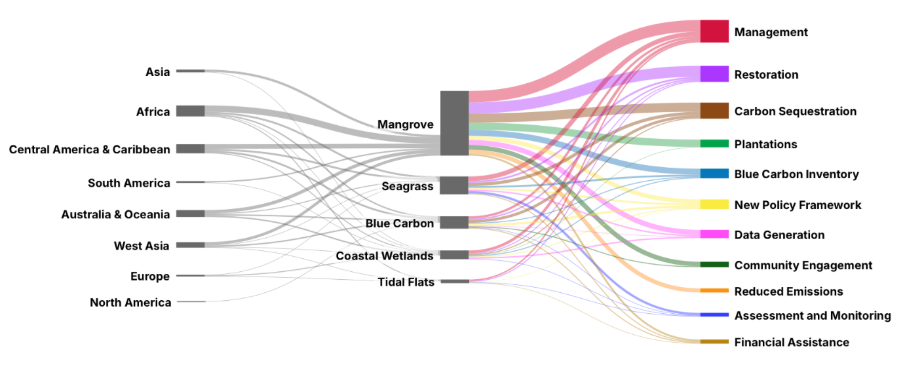 Asia
Africa
Central America & Caribbean
South America
Australia & Oceania
West Asia
Europe
North America
Mangrove
Seagrass
Blue Carbon
Coastal Wetlands
Tidal Flats
Management
Restoration
Carbon Sequestration
Plantations
Blue Carbon Inventory
New Policy Framework
Data Generation
Community Engagement
Reduced Emissions
Assessment and Monitoring
Financial Assistance